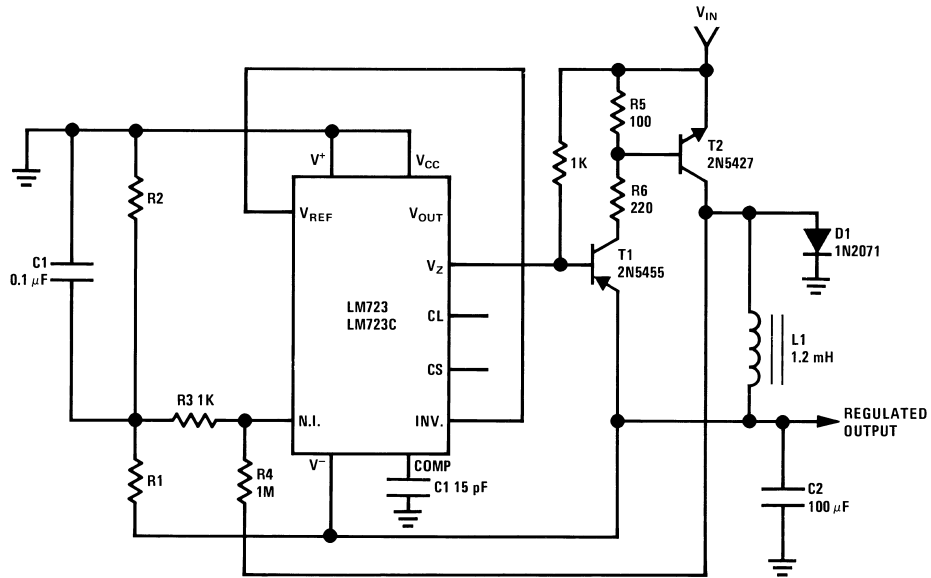 V_IN
R5
100
T2
2N5427
1K
V+
V_CC
R2
R6
220
V_REF
V_OUT
D1
1N2071
T1
2N5455
C1
0.1 µF
V_Z
LM723
LM723C
CL
L1
1.2 mH
CS
R3 1K
REGULATED
OUTPUT
N.I.
INV.
V−
COMP
R1
R4
1M
C1 15 pF
C2
100 µF